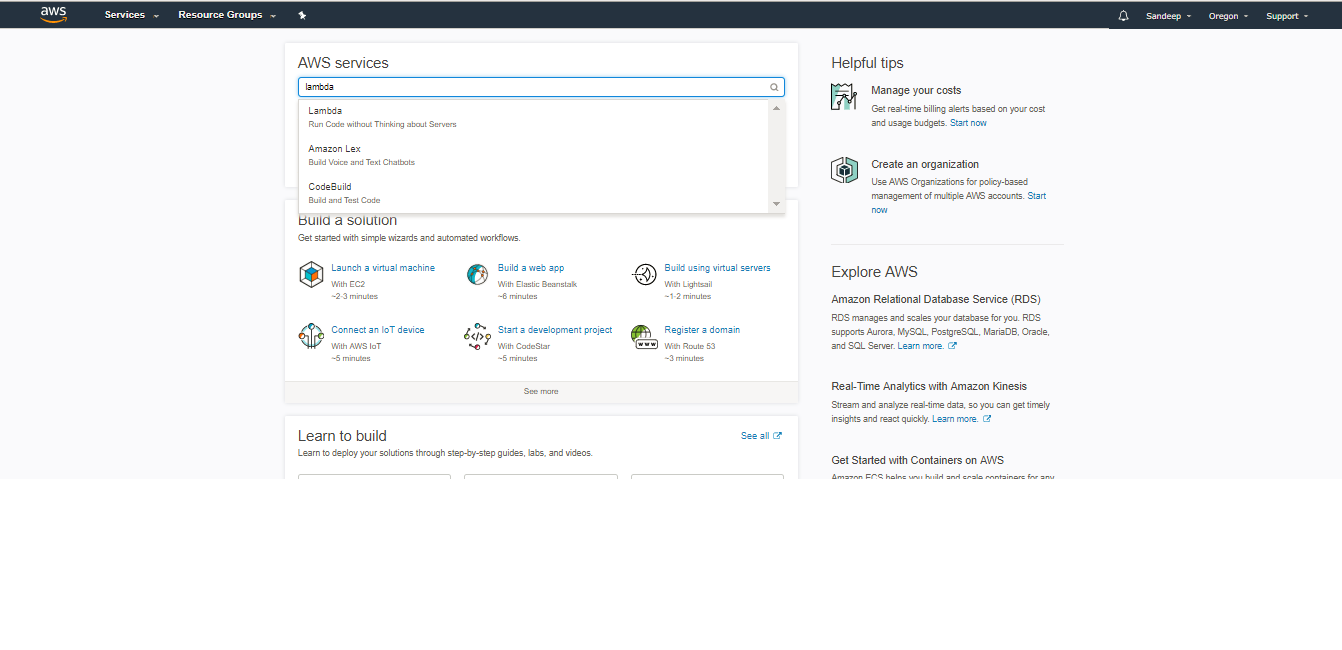 aws
Services
Resource Groups
Sandeep
Oregon
Support
AWS services
lambda
Lambda
Run Code without Thinking about Servers
Amazon Lex
Build Voice and Text Chatbots
CodeBuild
Build and Test Code
Build a solution
Get started with simple wizards and automated workflows.
Launch a virtual machine
With EC2
~2-3 minutes
Build a web app
With Elastic Beanstalk
~6 minutes
Build using virtual servers
With Lightsail
~1-2 minutes
Connect an IoT device
With AWS IoT
~5 minutes
Start a development project
With CodeStar
~5 minutes
WWW
Register a domain
With Route 53
~3 minutes
See more
Learn to build
See all
Learn to deploy your solutions through step-by-step guides, labs, and videos.
Helpful tips
Manage your costs
Get real-time billing alerts based on your cost
and usage budgets. Start now
Create an organization
Use AWS Organizations for policy-based
management of multiple AWS accounts. Start
now
Explore AWS
Amazon Relational Database Service (RDS)
RDS manages and scales your database for you. RDS
supports Aurora, MySQL, PostgreSQL, MariaDB, Oracle,
and SQL Server. Learn more.
Real-Time Analytics with Amazon Kinesis
Stream and analyze real-time data, so you can get timely
insights and react quickly. Learn more.
Get Started with Containers on AWS
Amazon ECS helps you build and scale containers for any